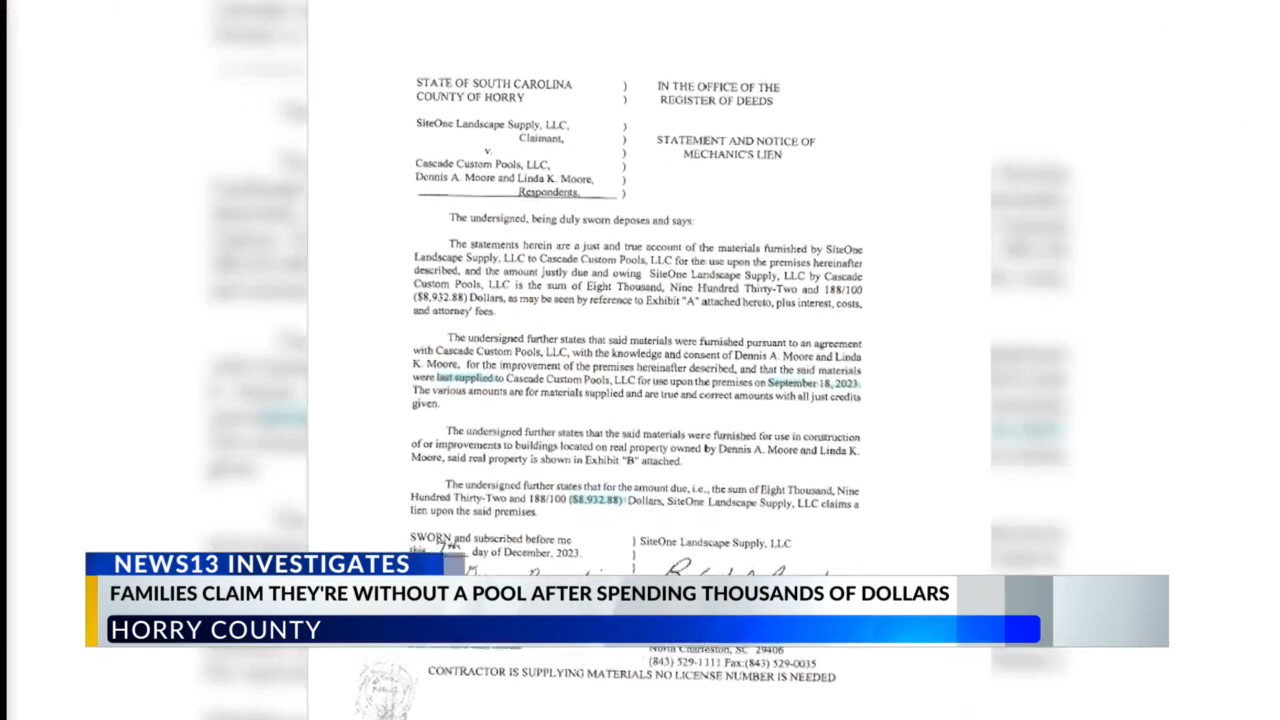 STATE OF SOUTH CAROLINA ) IN THE OFFICE OF THE
COUNTY OF HORRY ) REGISTER OF DEEDS
SiteOne Landscape Supply, LLC, )
Claimant, ) STATEMENT AND NOTICE OF
v. ) MECHANIC'S LIEN
Cascade Custom Pools, LLC, )
Dennis A. Moore and Linda K. Moore, )
Respondents. )
The undersigned, being duly sworn deposes and says:
The statements herein are a just and true account of the materials furnished by SiteOne
Landscape Supply, LLC to Cascade Custom Pools, LLC for the use upon the premises hereinafter
described, and the amount justly due and owing SiteOne Landscape Supply, LLC by Cascade
Custom Pools, LLC is the sum of Eight Thousand, Nine Hundred Thirty-Two and 188/100
($8,932.88) Dollars, as may be seen by reference to Exhibit "A" attached hereto, plus interest, costs,
and attorney' fees.
The undersigned further states that said materials were furnished pursuant to an agreement
with Cascade Custom Pools, LLC, with the knowledge and consent of Dennis A. Moore and Linda
K. Moore, for the improvement of the premises hereinafter described, and that the said materials
were last supplied to Cascade Custom Pools, LLC for use upon the premises on September 18, 2023.
The various amounts are for materials supplied and are true and correct amounts with all just credits
given.
The undersigned further states that the said materials were furnished for use in construction
of or improvements to buildings located on real property owned by Dennis A. Moore and Linda K.
Moore, said real property is shown in Exhibit "B" attached.
The undersigned further states that for the amount due, i.e., the sum of Eight Thousand, Nine
Hundred Thirty-Two and 188/100 ($8,932.88) Dollars, SiteOne Landscape Supply, LLC claims a
lien upon the said premises.
SWORN and subscribed before me ) SiteOne Landscape Supply, LLC
this 7th day of December, 2023. )
NEWS13 INVESTIGATES
FAMILIES CLAIM THEY'RE WITHOUT A POOL AFTER SPENDING THOUSANDS OF DOLLARS
HORRY COUNTY
North Charleston, SC 29406
(843) 529-1111 Fax:(843) 529-0035
CONTRACTOR IS SUPPLYING MATERIALS NO LICENSE NUMBER IS NEEDED